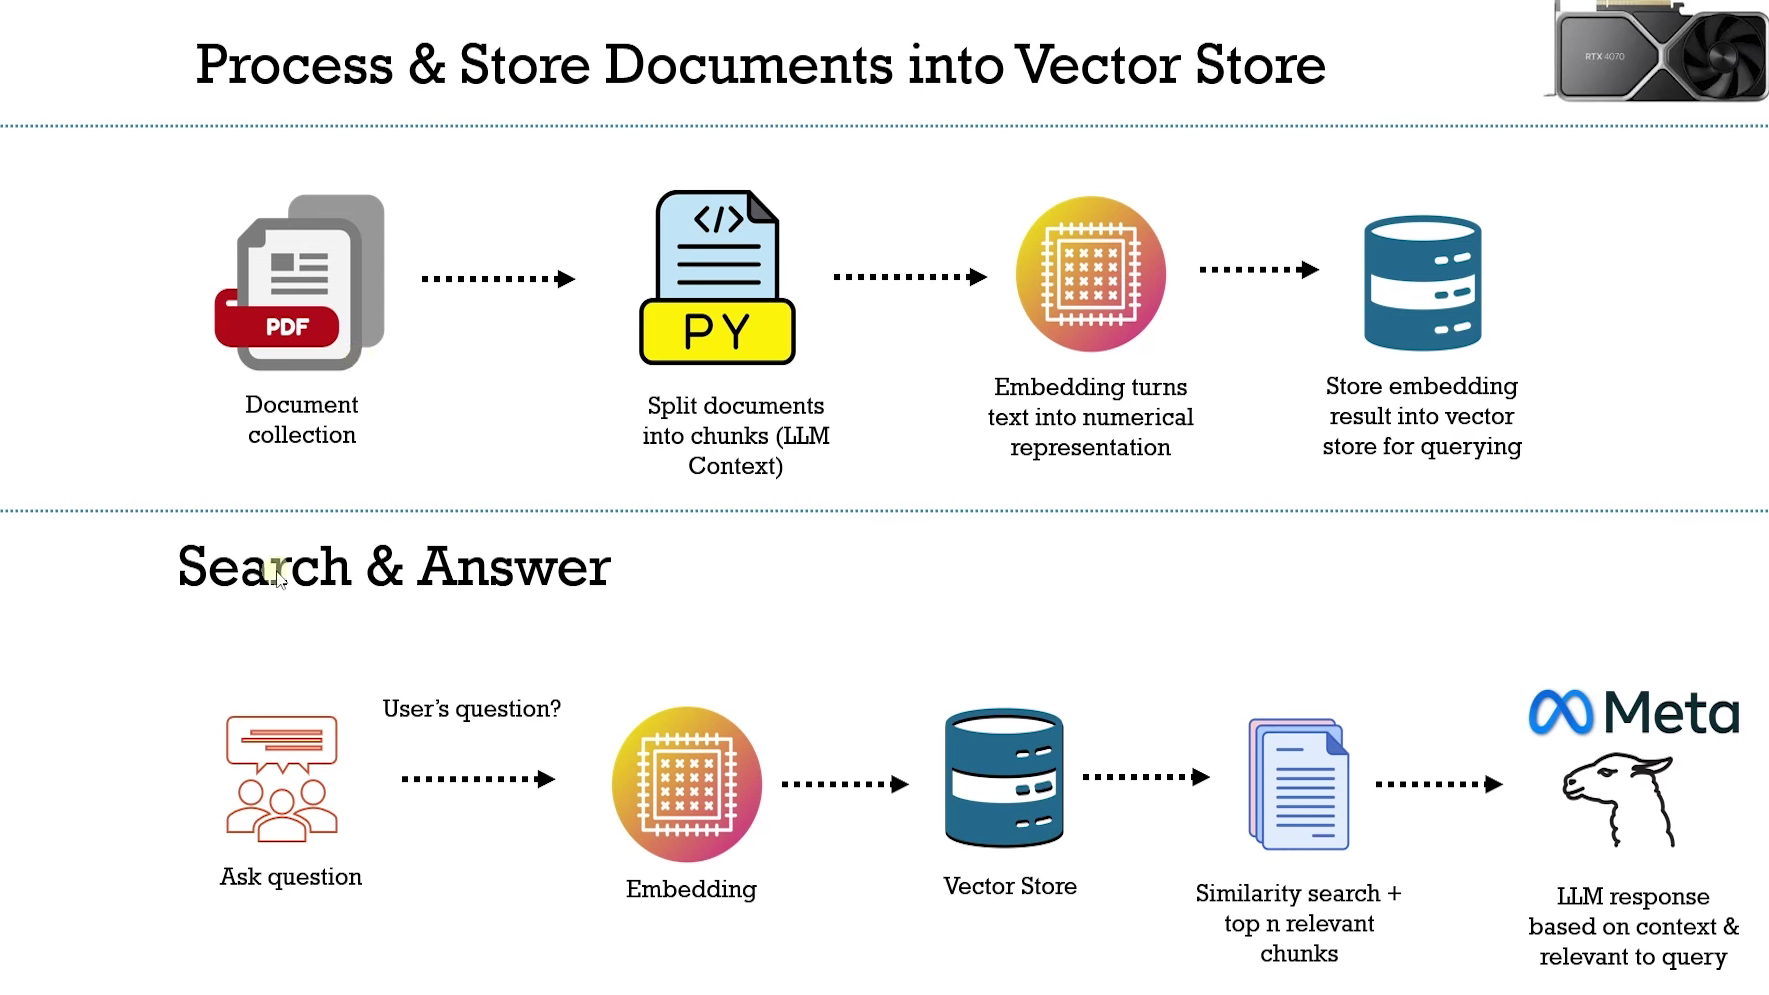 Process & Store Documents into Vector Store
RTX 4070
PDF
</>
PY
Document
collection
Split documents
into chunks (LLM
Context)
Embedding turns
text into numerical
representation
Store embedding
result into vector
store for querying
Search & Answer
User's question?
Meta
Ask question
Embedding
Vector Store
Similarity search +
top n relevant
chunks
LLM response
based on context &
relevant to query